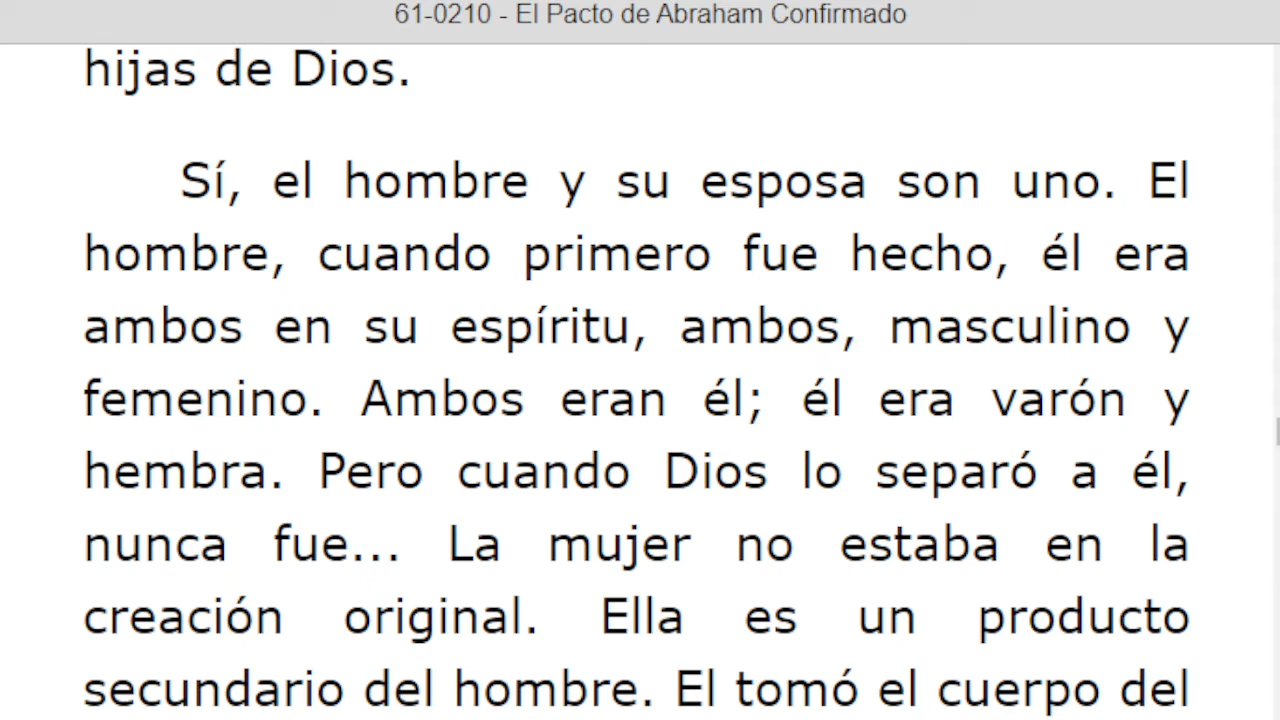 61-0210 - El Pacto de Abraham Confirmado
hijas de Dios.
Sí, el hombre y su esposa son uno. El
hombre, cuando primero fue hecho, él era
ambos en su espíritu, ambos, masculino y
femenino. Ambos eran él; él era varón y
hembra. Pero cuando Dios lo separó a él,
nunca fue... La mujer no estaba en la
creación original. Ella es un producto
secundario del hombre. El tomó el cuerpo del